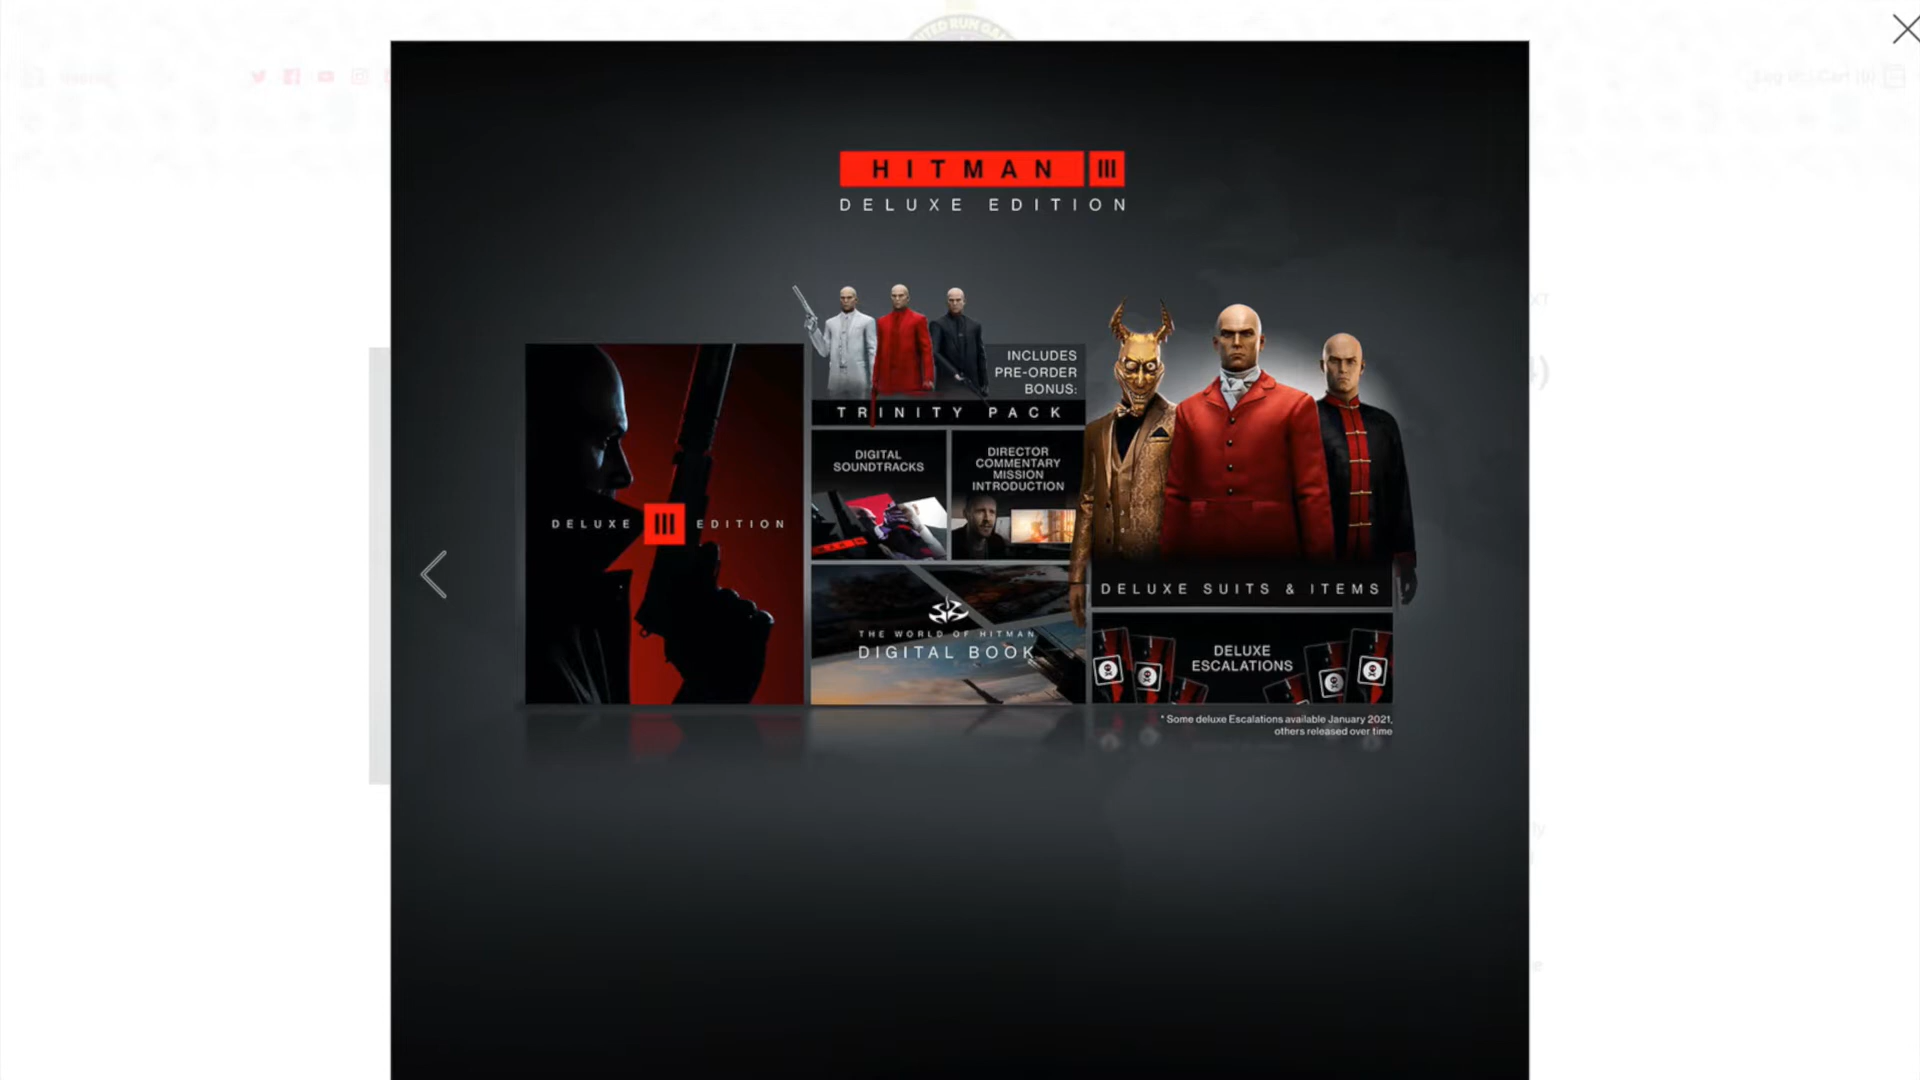 HITMAN III
DELUXE EDITION
INCLUDES
PRE-ORDER
BONUS:
TRINITY PACK
DIGITAL
SOUNDTRACKS
DIRECTOR
COMMENTARY
MISSION
INTRODUCTION
DELUXE III EDITION
THE WORLD OF HITMAN
DIGITAL BOOK
DELUXE SUITS & ITEMS
DELUXE
ESCALATIONS
* Some deluxe Escalations available January 2021,
others released over time